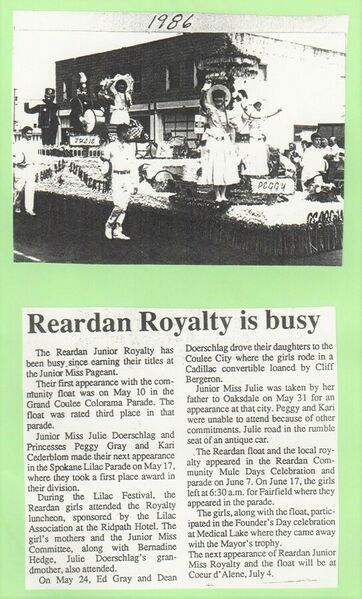 1986
JULIE
PEGGY
Reardan Royalty is busy
The Reardan Junior Royalty has
been busy since earning their titles at
the Junior Miss Pageant.
Their first appearance with the com-
munity float was on May 10 in the
Grand Coulee Colorama Parade. The
float was rated third place in that
parade.
Junior Miss Julie Doerschlag and
Princesses Peggy Gray and Kari
Cederblom made their next appearance
in the Spokane Lilac Parade on May 17,
where they took a first place award in
their division.
During the Lilac Festival, the
Reardan girls attended the Royalty
luncheon, sponsored by the Lilac
Association at the Ridpath Hotel. The
girl's mothers and the Junior Miss
Committee, along with Bernadine
Hedge, Julie Doerschlag's grand-
mother, also attended.
On May 24, Ed Gray and Dean
Doerschlag drove their daughters to the
Coulee City where the girls rode in a
Cadillac convertible loaned by Cliff
Bergeron.
Junior Miss Julie was taken by her
father to Oaksdale on May 31 for an
appearance at that city. Peggy and Kari
were unable to attend because of other
commitments. Julie road in the rumble
seat of an antique car.
The Reardan float and the local roy-
alty appeared in the Reardan Com-
munity Mule Days Celebration and
parade on June 7. On June 17, the girls
left at 6:30 a.m. for Fairfield where they
appeared in the parade.
The girls, along with the float, partic-
ipated in the Founder's Day celebration
at Medical Lake where they came away
with the Mayor's trophy.
The next appearance of Reardan Junior
Miss Royalty and the float will be at
Coeur d'Alene, July 4.